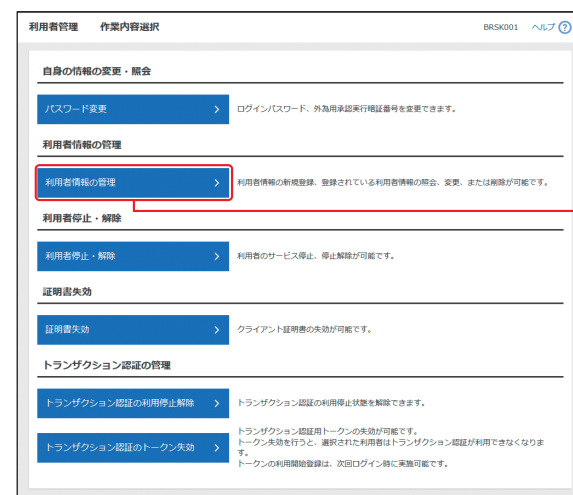 利用者管理 作業内容選択 BRSK001 ヘルプ ?
自身の情報の変更・照会
パスワード変更 ログインパスワード、外為用承認実行暗証番号を変更できます。
利用者情報の管理
利用者情報の管理 利用者情報の新規登録、登録されている利用者情報の照会、変更、または削除が可能です。
利用者停止・解除
利用者停止・解除 利用者のサービス停止、停止解除が可能です。
証明書失効
証明書失効 クライアント証明書の失効が可能です。
トランザクション認証の管理
トランザクション認証の利用停止解除 トランザクション認証の利用停止状態を解除できます。
トランザクション認証のトークン失効 トランザクション認証用トークンの失効が可能です。
トークン失効を行うと、選択された利用者はトランザクション認証が利用できなくなりま
す。
トークンの利用開始登録は、次回ログイン時に実施可能です。